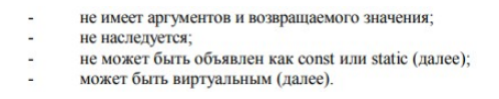 - не имеет аргументов и возвращаемого значения;
- не наследуется;
- не может быть объявлен как const или static (далее);
- может быть виртуальным (далее).